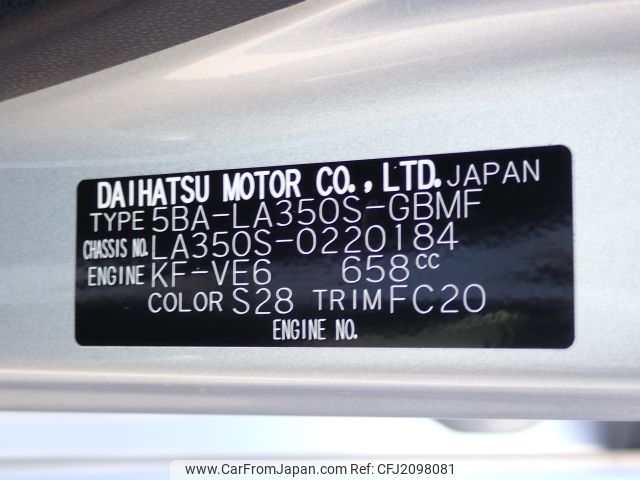 DAIHATSU MOTOR CO.,LTD. JAPAN
TYPE 5BA-LA350S-GBMF
CHASSIS NO. LA350S-0220184
ENGINE KF-VE6 658cc
COLOR S28 TRIM FC20
ENGINE NO.
www.CarFromJapan.com | CFJ2098081